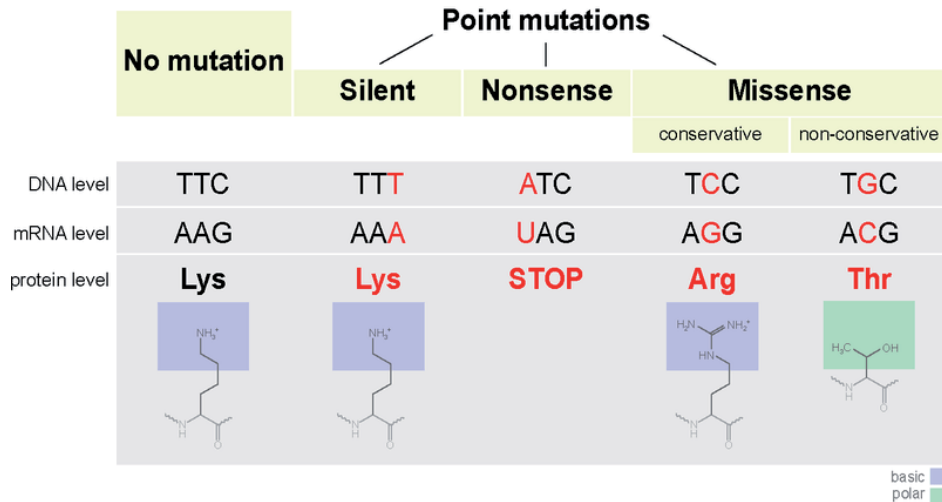 Point mutations
No mutation
Silent Nonsense Missense
conservative non-conservative
DNA level TTC TTT ATC TCC TGC
mRNA level AAG AAA UAG AGG ACG
protein level Lys Lys STOP Arg Thr
NH₃⁺ NH₃⁺ H₂N NH₂⁺ H₃C OH
NH
N H O N H O N H O N H O
basic
polar